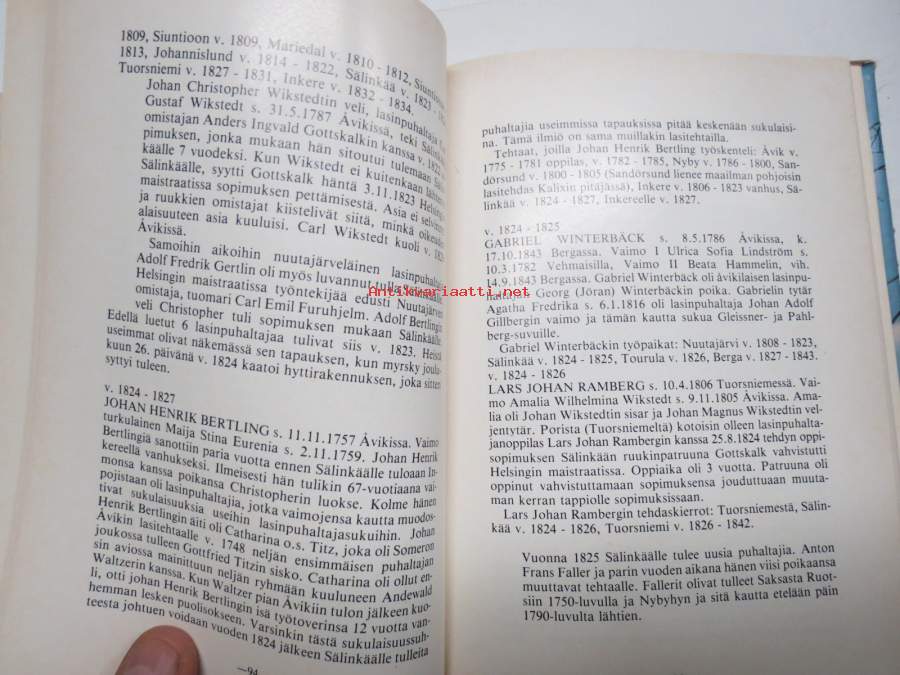 1809, Siuntioon v. 1809, Mariedal v. 1810 - 1812, Siuntioon
1813, Johannislund v. 1814 - 1822, Sälinkää v. 1823 -
Tuorsniemi v. 1827 - 1831, Inkere v. 1832 - 1834.
Johan Christopher Wikstedtin veli, lasinpuhaltaja
Gustaf Wikstedt s. 31.5.1787 Åvikissä, teki
omistajan Anders Ingvald Gottskalkin kanssa v. 1822
pimuksen, jonka mukaan hän sitoutui tulemaan
käälle 7 vuodeksi. Kun Wikstedt ei kuitenkaan
Sälinkäälle, syytti Gottskalk häntä 3.11.1823
maistraatissa sopimuksen pettämisestä. Asia ei
ja ruukkien omistajat kiistelivät siitä, minkä
alaisuuteen asia kuuluisi. Carl Wikstedt kuoli v.
Åvikissä.
Samoihin aikoihin nuutajärveläinen
Adolf Fredrik Gertlin oli myös luvannut
Helsingin maistraatissa työntekijää edusti Nuutajärven
omistaja, tuomari Carl Emil Furuhjelm. Adolf Bertlingin
veli Christopher tuli sopimuksen mukaan Sälinkäälle.
Edellä luetut 6 lasinpuhaltajaa tulivat siis v. 1823. Heistä
useimmat olivat näkemässä sen tapauksen, kun myrsky joulu-
kuun 26. päivänä v. 1824 kaatoi hyttirakennuksen, joka sitten
syttyi tuleen.
v. 1824 - 1827
JOHAN HENRIK BERTLING s. 11.11.1757 Åvikissa. Vaimo
turkulainen Maija Stina Eurenia s. 2.11.1759. Johan Henrik
Bertlingiä sanottiin paria vuotta ennen Sälinkäälle tuloaan In-
kereellä vanhukseksi. Ilmeisesti hän tulikin 67-vuotiaana vai-
monsa kanssa poikansa Christopherin luokse. Kolme hänen
pojistaan oli lasinpuhaltajia, jotka vaimojensa kautta muodos-
tivat sukulaisuuksia useihin lasinpuhaltajasukuihin. Johan
Henrik Bertlingin äiti oli Catharina o.s. Titz, joka oli Someron
Åvikin lasitehtaalle v. 1748 neljän ensimmäisen puhaltajan
joukossa tulleen Gottfried Titzin sisko. Catharina oli ollut en-
sin aviossa mainittuun neljän ryhmään kuuluneen Andewald
Waltzerin kanssa. Kun Waltzer pian Åvikiin tulon jälkeen kuo-
li, otti johan Henrik Bertlingin isä työtoverinsa 12 vuotta van-
hemman lesken puolisokseen. Varsinkin tästä sukulaisuussuh-
teesta johtuen voidaan vuoden 1824 jälkeen Sälinkäälle tulleita
—94
puhaltajia useimmissa tapauksissa pitää keskenään sukulaisi-
na. Tämä ilmiö on sama muillakin lasitehtailla.
Tehtaat, joilla Johan Henrik Bertling työskenteli: Åvik v.
1775 - 1781 oppilas, v. 1782 - 1785, Nyby v. 1786 - 1800, San-
dörsund v. 1800 - 1805 (Sandörsund lienee maailman pohjoisin
lasitehdas Kalixin pitäjässä), Inkere v. 1806 - 1823 vanhus, Sä-
linkää v. 1824 - 1827, Inkereelle v. 1827.
v. 1824 - 1825
GABRIEL WINTERBÄCK s. 8.5.1786 Åvikissa, k.
17.10.1843 Bergassa. Vaimo I Ulrica Sofia Lindström s.
10.3.1782 Vehmaisilla, Vaimo II Beata Hammelin, vih.
14.9.1843 Bergassa. Gabriel Winterbäck oli åvikilaisen lasinpu-
haltajan Georg (Jöran) Winterbäckin poika. Gabrielin tytär
Agatha Fredrika s. 6.1.1816 oli lasinpuhaltaja Johan Adolf
Gillbergin vaimo ja tämän kautta sukua Gleissner- ja Pahl-
berg-suvuille.
Gabriel Winterbäckin työpaikat: Nuutajärvi v. 1808 - 1823,
Sälinkää v. 1824 - 1825, Tourula v. 1826, Berga v. 1827 - 1843.
v. 1824 - 1826
LARS JOHAN RAMBERG s. 10.4.1806 Tuorsniemessä. Vai-
mo Amalia Wilhelmina Wikstedt s. 9.11.1805 Åvikissa. Ama-
lia oli Johan Wikstedtin sisar ja Johan Magnus Wikstedtin vel-
jentytär. Porista (Tuorsniemeltä) kotoisin olleen lasinpuhalta-
janoppilas Lars Johan Rambergin kanssa 25.8.1824 tehdyn oppi-
sopimuksen Sälinkään ruukinpatruuna Gottskalk vahvistutti
Helsingin maistraatissa. Oppiaika oli 3 vuotta. Patruuna oli
oppinut vahvistuttamaan sopimuksensa jouduttuaan muuta-
man kerran tappiolle sopimuksissaan.
Lars Johan Rambergin tehdaskierrot: Tuorsniemestä, Sälin-
kää v. 1824 - 1826, Tuorsniemi v. 1826 - 1842.
Vuonna 1825 Sälinkäälle tulee uusia puhaltajia. Anton
Frans Faller ja parin vuoden aikana hänen viisi poikaansa
muuttavat tehtaalle. Fallerit olivat tulleet Saksasta Ruot-
siin 1750-luvulla ja Nybyhyn ja sitä kautta etelään päin
1790-luvulta lähtien.
Antikvariaatti.net